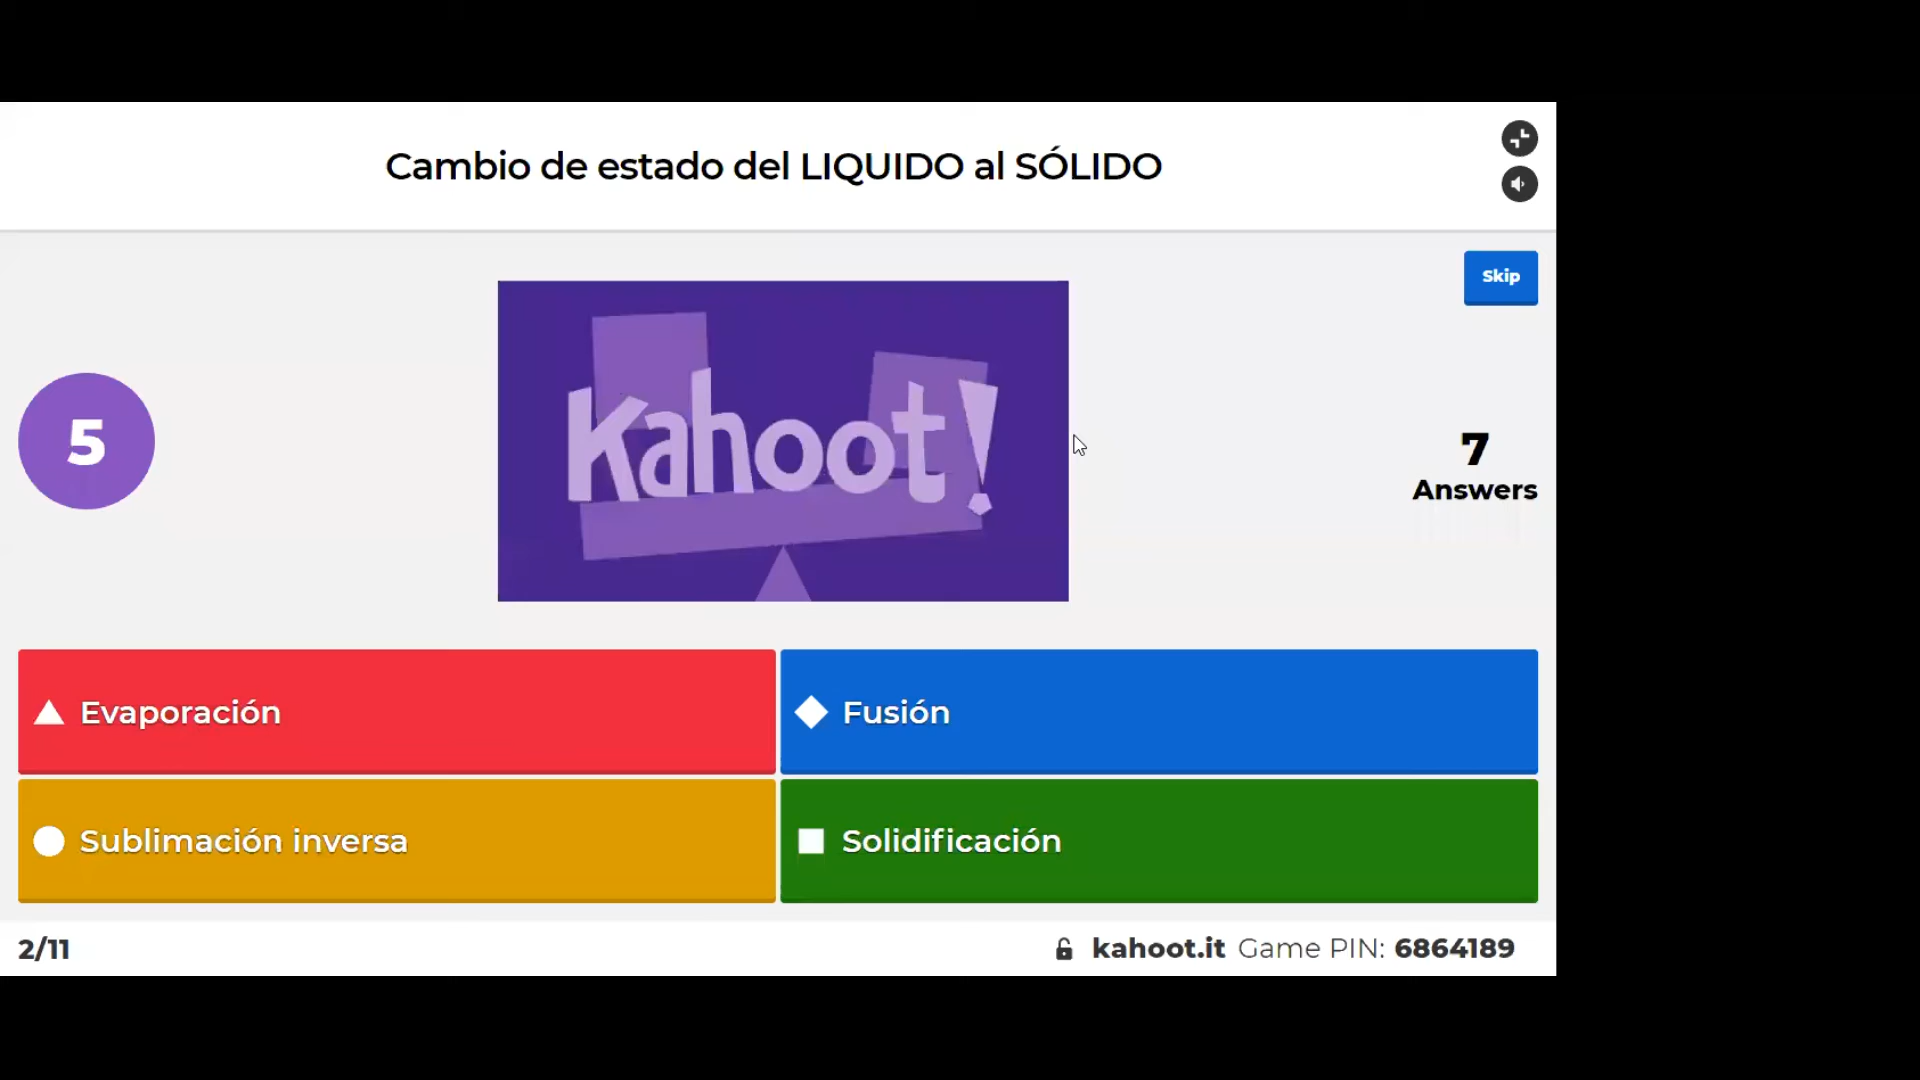 Cambio de estado del LIQUIDO al SÓLIDO
Skip
5
Kahoot!
7
Answers
Evaporación
Fusión
Sublimación inversa
Solidificación
2/11
kahoot.it Game PIN: 6864189